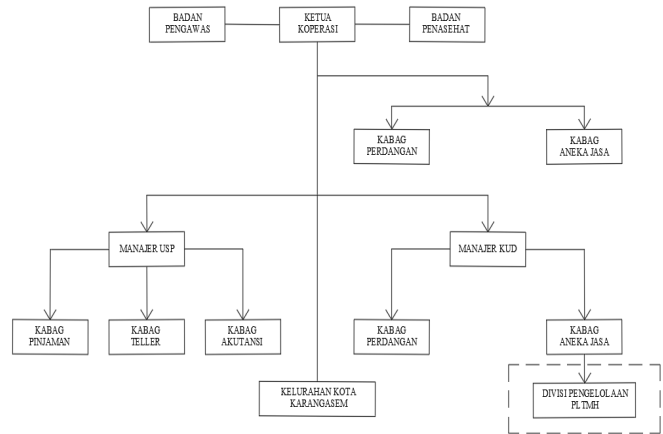 BADAN
PENGAWAS
KETUA
KOPERASI
BADAN
PENASEHAT
KABAG
PERDANGAN
KABAG
ANEKA JASA
MANAJER USP
MANAJER KUD
KABAG
PINJAMAN
KABAG
TELLER
KABAG
AKUTANSI
KABAG
PERDANGAN
KABAG
ANEKA JASA
KELURAHAN KOTA
KARANGASEM
DIVISI PENGELOLAAN
PLTMH